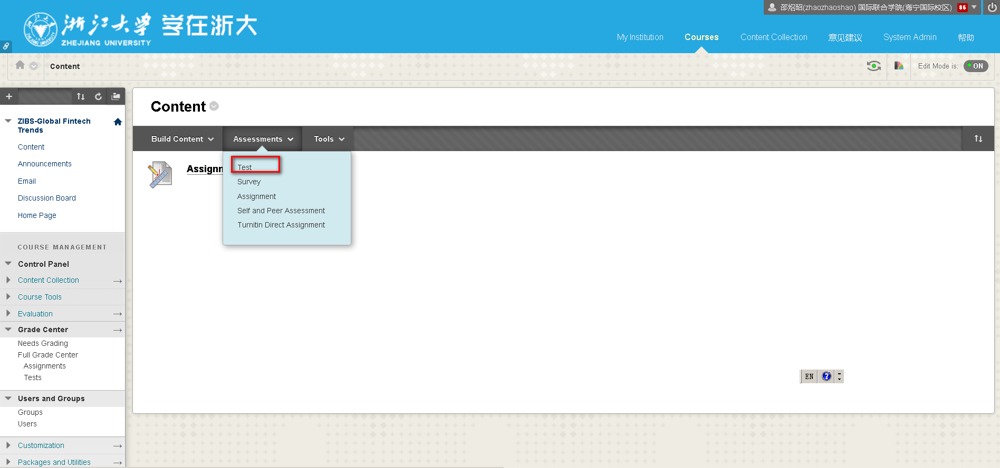 邵炤昭(zhaozhaoshao) 国际联合学院(海宁国际校区) 86
浙江大学 学在浙大
ZHEJIANG UNIVERSITY
My Institution Courses Content Collection 意见建议 System Admin 帮助
Content
Edit Mode is: ON
ZIBS-Global Fintech
Trends
Content
Announcements
Email
Discussion Board
Home Page
COURSE MANAGEMENT
Control Panel
Content Collection
Course Tools
Evaluation
Grade Center
Needs Grading
Full Grade Center
Assignments
Tests
Users and Groups
Groups
Users
Customization
Packages and Utilities
Content
Build Content Assessments Tools
Assignm
Test
Survey
Assignment
Self and Peer Assessment
Turnitin Direct Assignment
EN